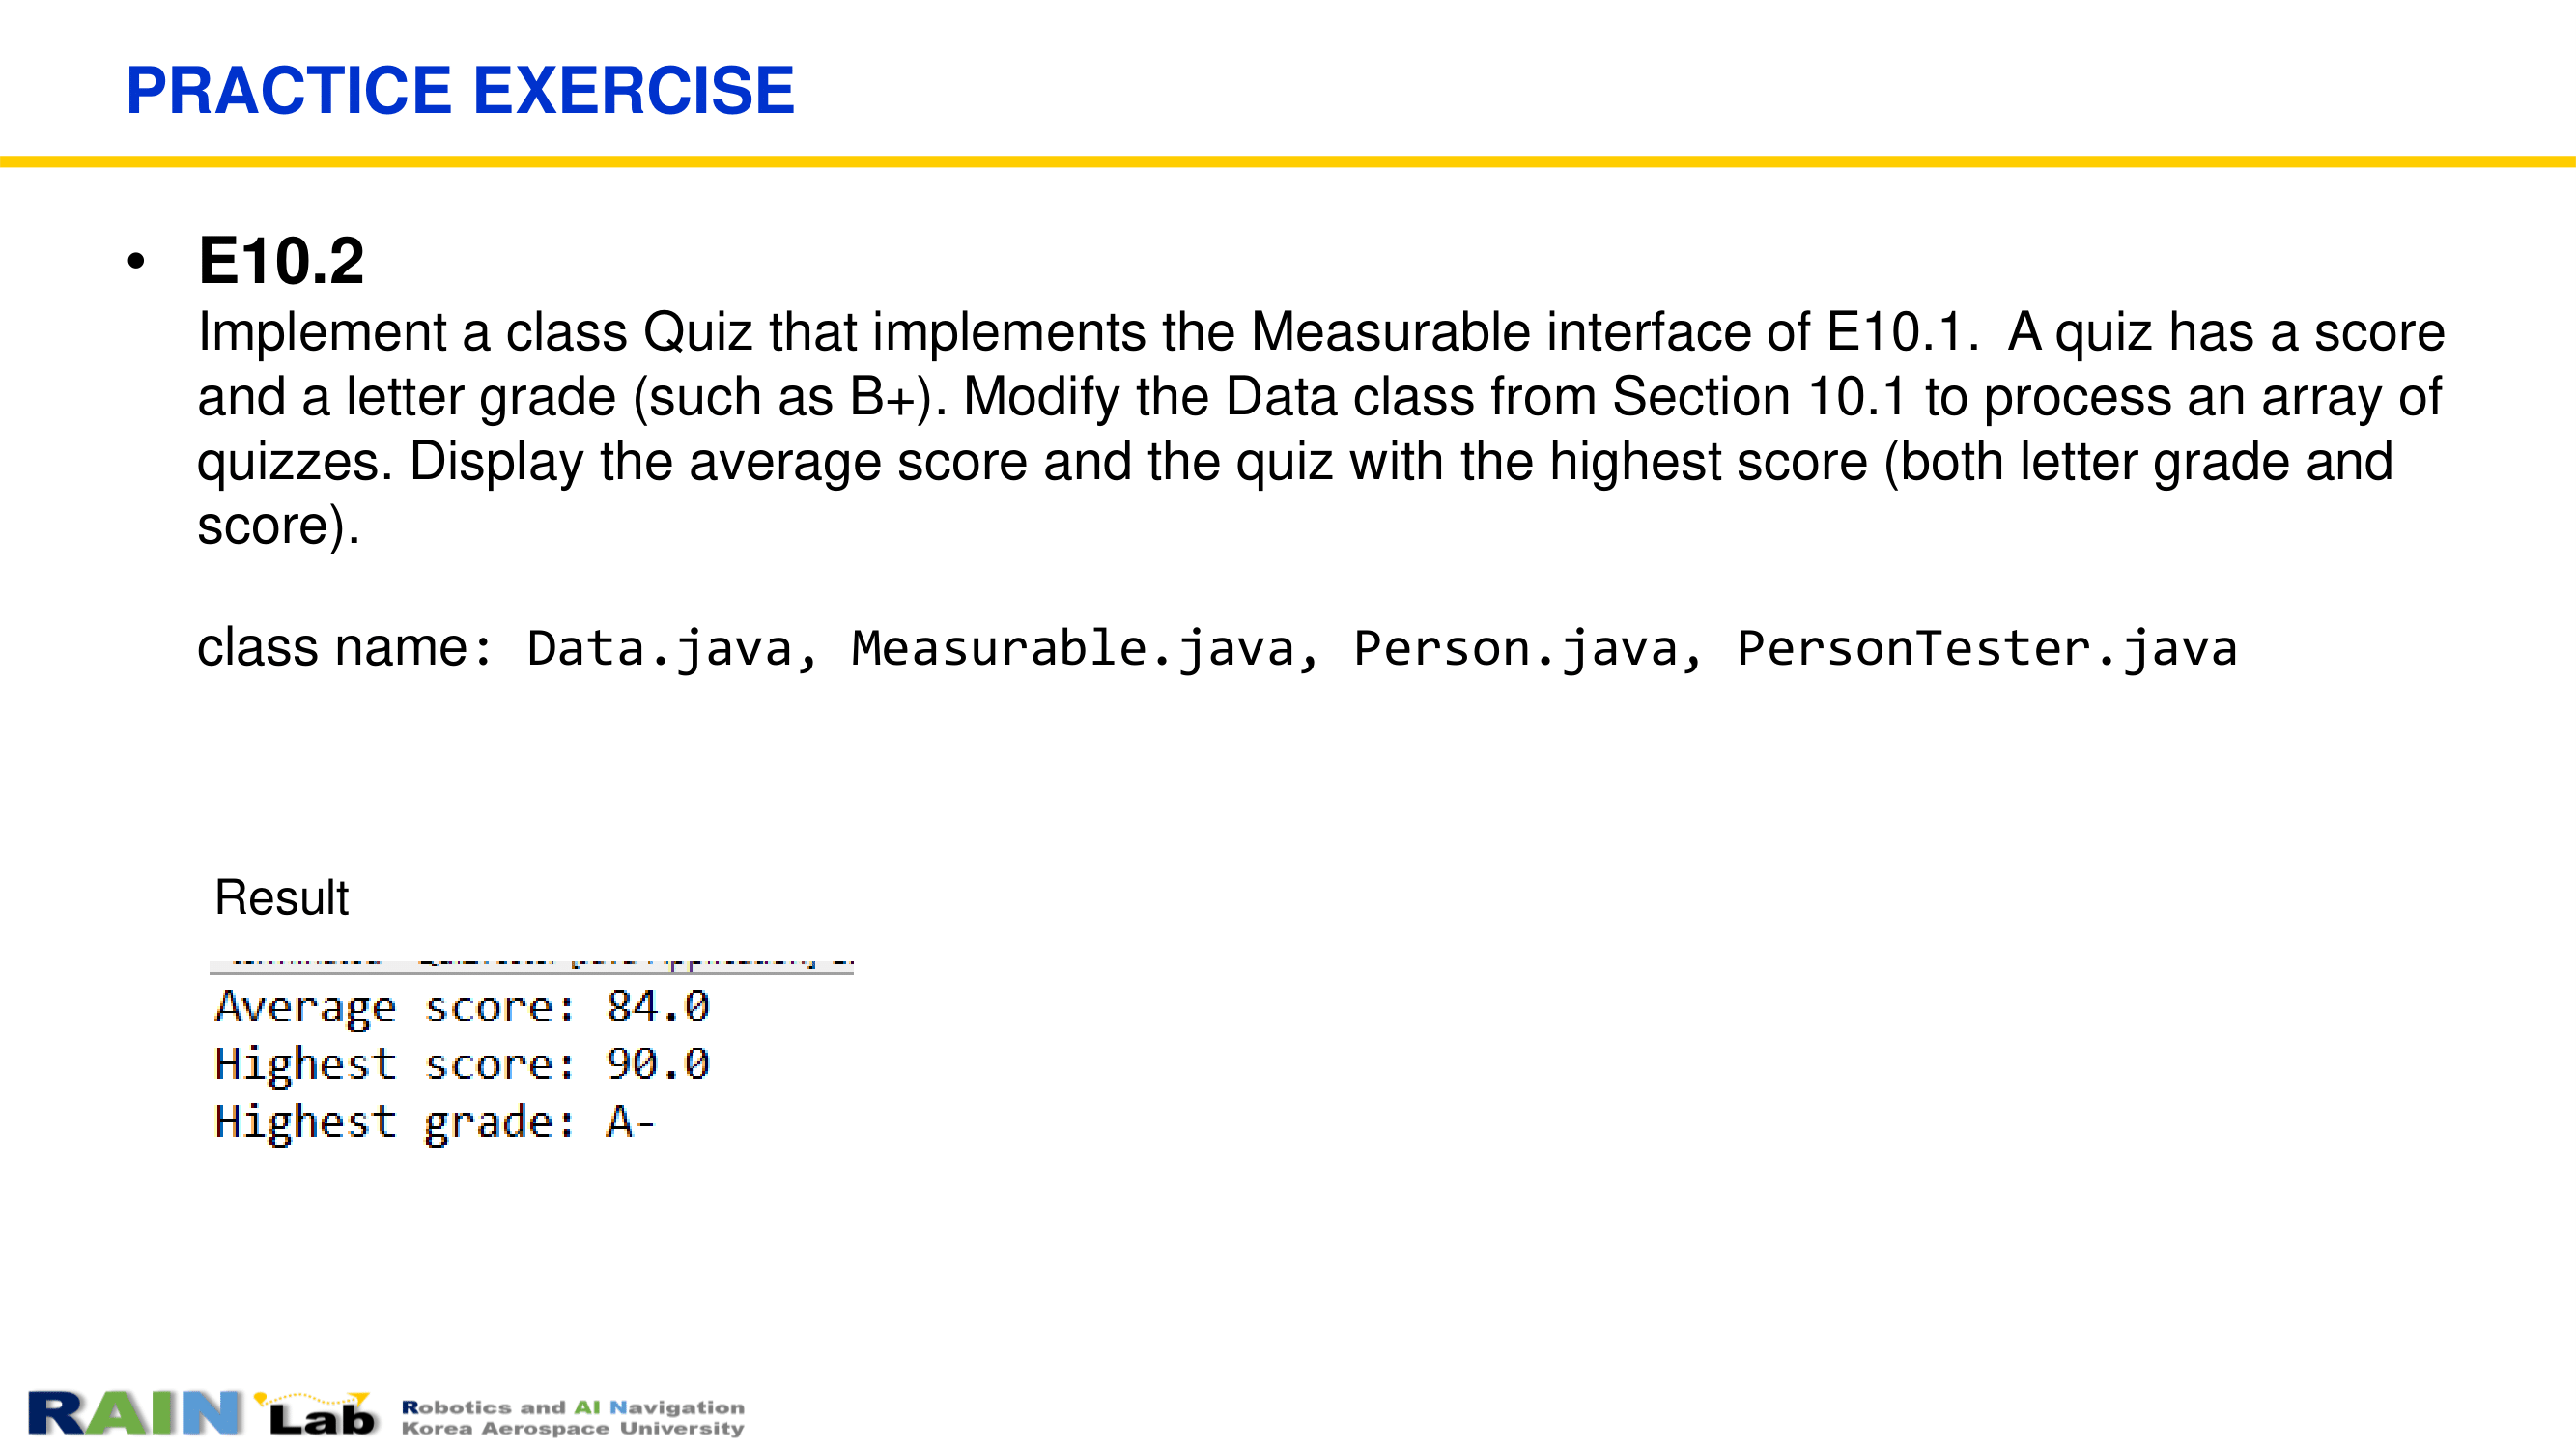 PRACTICE EXERCISE
• E10.2
Implement a class Quiz that implements the Measurable interface of E10.1. A quiz has a score
and a letter grade (such as B+). Modify the Data class from Section 10.1 to process an array of
quizzes. Display the average score and the quiz with the highest score (both letter grade and
score).
class name: Data.java, Measurable.java, Person.java, PersonTester.java
Result
Average score: 84.0
Highest score: 90.0
Highest grade: A-
RAIN Lab
Robotics and AI Navigation
Korea Aerospace University